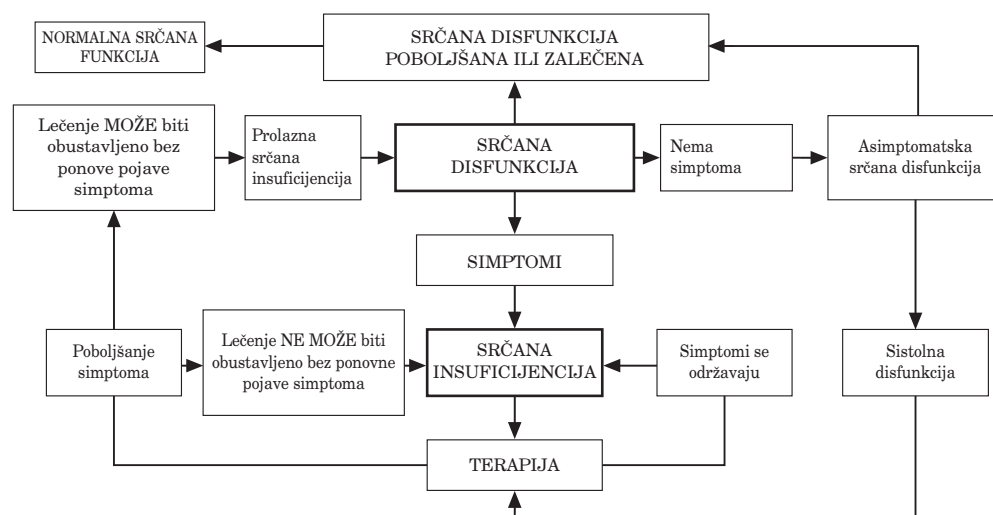 NORMALNA SRČANA
FUNKCIJA
SRČANA DISFUNKCIJA
POBOLJŠANA ILI ZALEČENA
Lečenje MOŽE biti
obustavljeno bez
ponove pojave
simptoma
Prolazna
srčana
insuficijencija
SRČANA
DISFUNKCIJA
Nema
simptoma
Asimptomatska
srčana disfunkcija
SIMPTOMI
Poboljšanje
simptoma
Lečenje NE MOŽE biti
obustavljeno bez ponovne
pojave simptoma
SRČANA
INSUFICIJENCIJA
Simptomi se
održavaju
Sistolna
disfunkcija
TERAPIJA